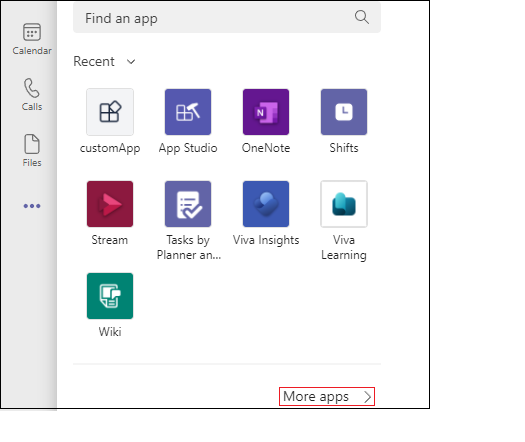 Find an app
Calendar
Recent
Calls
customApp App Studio OneNote Shifts
N
Files
Stream Tasks by Viva Insights Viva
Planner an... Learning
Wiki
More apps